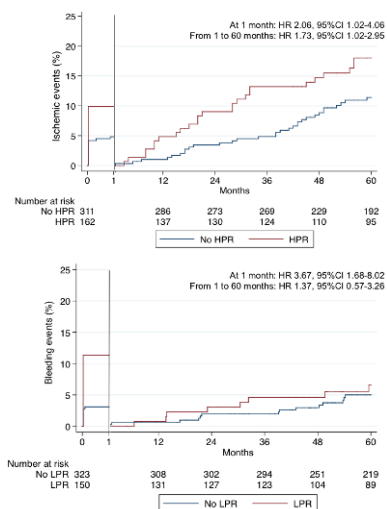 At 1 month: HR 2.06, 95%CI 1.02-4.06
From 1 to 60 months: HR 1.73, 95%CI 1.02-2.95
Ischemic events (%)
25
20
15
10
5
0
0 1 12 24 36 48 60
Months
Number at risk
No HPR 311 286 273 269 229 192
HPR 162 137 130 124 110 95
No HPR HPR
At 1 month: HR 3.67, 95%CI 1.68-8.02
From 1 to 60 months: HR 1.37, 95%CI 0.57-3.26
Bleeding events (%)
25
20
15
10
5
0
0 1 12 24 36 48 60
Months
Number at risk
No LPR 323 308 302 294 251 219
LPR 150 131 127 123 104 89
No LPR LPR